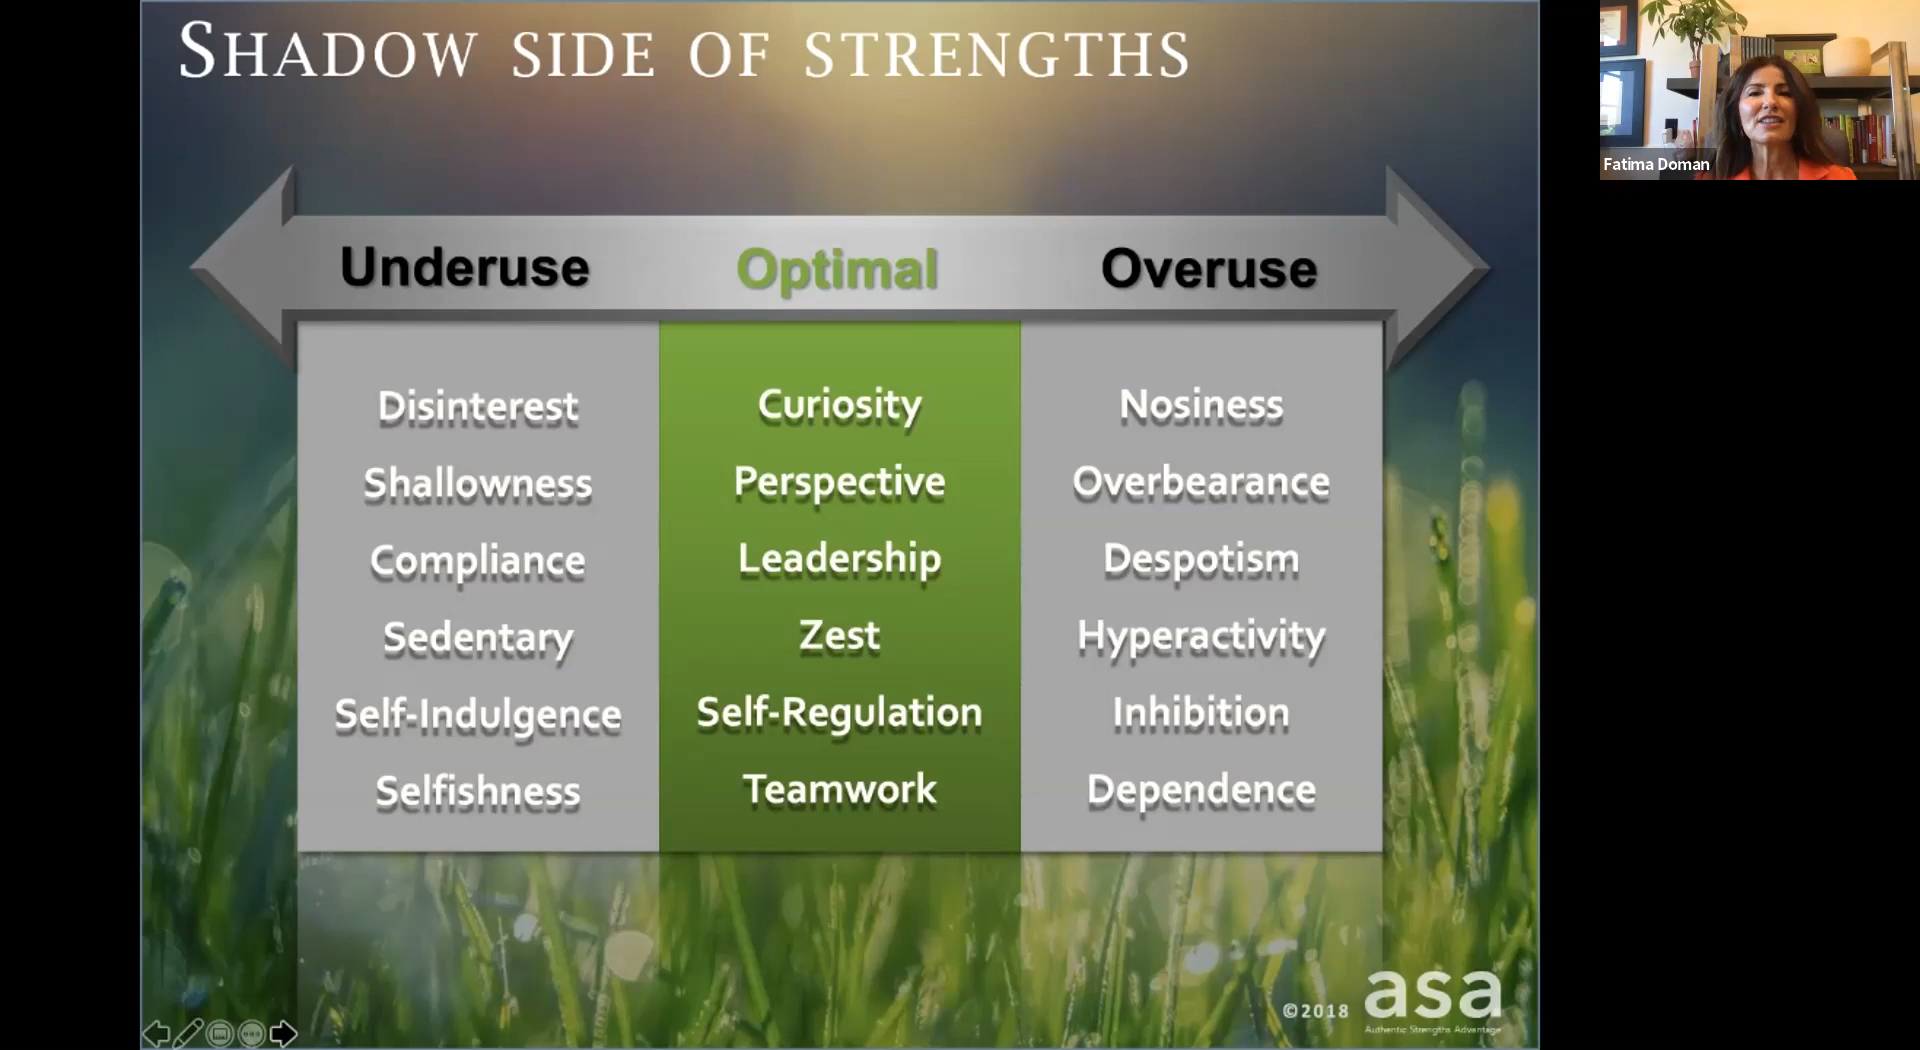 SHADOW SIDE OF STRENGTHS
Fatima Doman
Underuse Optimal Overuse
Disinterest Curiosity Nosiness
Shallowness Perspective Overbearance
Compliance Leadership Despotism
Sedentary Zest Hyperactivity
Self-Indulgence Self-Regulation Inhibition
Selfishness Teamwork Dependence
©2018 asa
Authentic Strengths Advantage